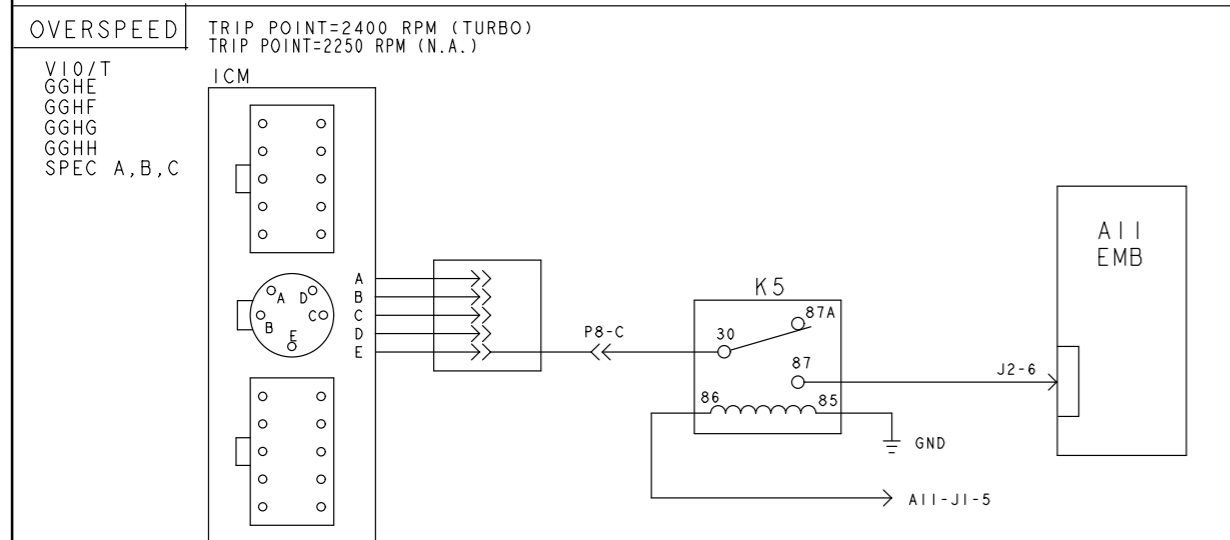 OVERSPEED
TRIP POINT=2400 RPM (TURBO)
TRIP POINT=2250 RPM (N.A.)
V10/T
GGHE
GGHF
GGHG
GGHH
SPEC A,B,C
ICM
A
B
C
D
E
A D
B C
E
P8-C
K5
87A
30
87
86
85
GND
J2-6
A11-J1-5
A11
EMB